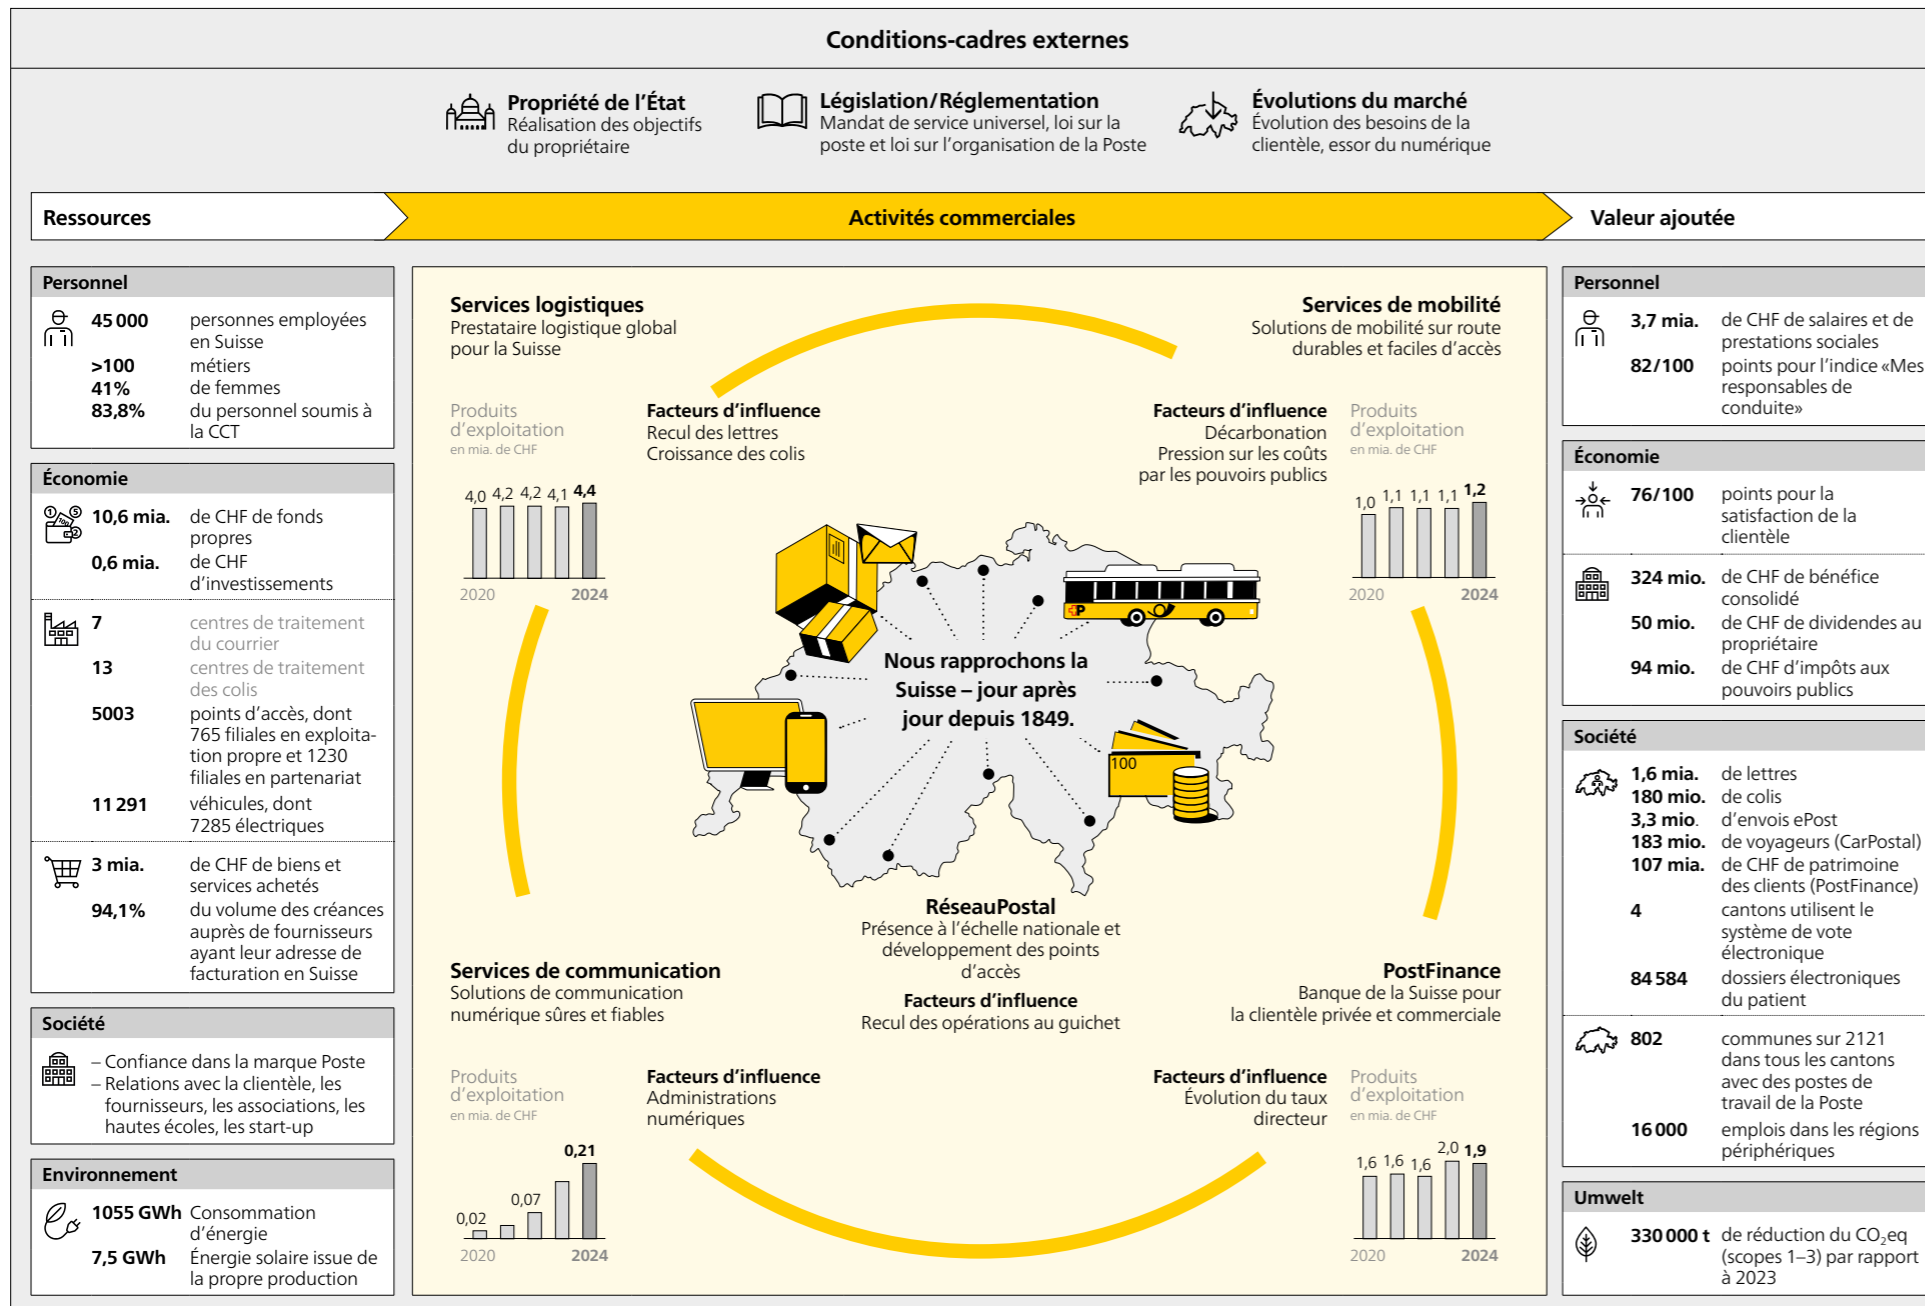 Conditions-cadres externes
Propriété de l'État
Réalisation des objectifs
du propriétaire
Législation/Réglementation
Mandat de service universel, loi sur la
poste et loi sur l'organisation de la Poste
Évolutions du marché
Évolution des besoins de la
clientèle, essor du numérique
Ressources
Activités commerciales
Valeur ajoutée
Personnel
45 000 personnes employées
en Suisse
>100 métiers
41% de femmes
83,8% du personnel soumis à
la CCT
Économie
10,6 mia. de CHF de fonds
propres
0,6 mia. de CHF
d'investissements
7 centres de traitement
du courrier
13 centres de traitement
des colis
5003 points d'accès, dont
765 filiales en exploita-
tion propre et 1230
filiales en partenariat
11 291 véhicules, dont
7285 électriques
3 mia. de CHF de biens et
services achetés
94,1% du volume des créances
auprès de fournisseurs
ayant leur adresse de
facturation en Suisse
Société
– Confiance dans la marque Poste
– Relations avec la clientèle, les
fournisseurs, les associations, les
hautes écoles, les start-up
Environnement
1055 GWh Consommation
d'énergie
7,5 GWh Énergie solaire issue de
la propre production
Services logistiques
Prestataire logistique global
pour la Suisse
Produits
d'exploitation
en mia. de CHF
4,0 4,2 4,2 4,1 4,4
2020 2024
Facteurs d'influence
Recul des lettres
Croissance des colis
Services de mobilité
Solutions de mobilité sur route
durables et faciles d'accès
Facteurs d'influence
Décarbonation
Pression sur les coûts
par les pouvoirs publics
Produits
d'exploitation
en mia. de CHF
1,0 1,1 1,1 1,1 1,2
2020 2024
P
Nous rapprochons la
Suisse – jour après
jour depuis 1849.
100
RéseauPostal
Présence à l'échelle nationale et
développement des points
d'accès
Facteurs d'influence
Recul des opérations au guichet
Services de communication
Solutions de communication
numérique sûres et fiables
Produits
d'exploitation
en mia. de CHF
0,02 0,07 0,21
2020 2024
Facteurs d'influence
Administrations
numériques
PostFinance
Banque de la Suisse pour
la clientèle privée et commerciale
Facteurs d'influence
Évolution du taux
directeur
Produits
d'exploitation
en mia. de CHF
1,6 1,6 1,6 2,0 1,9
2020 2024
Personnel
3,7 mia. de CHF de salaires et de
prestations sociales
82/100 points pour l'indice «Mes
responsables de
conduite»
Économie
76/100 points pour la
satisfaction de la
clientèle
324 mio. de CHF de bénéfice
consolidé
50 mio. de CHF de dividendes au
propriétaire
94 mio. de CHF d'impôts aux
pouvoirs publics
Société
1,6 mia. de lettres
180 mio. de colis
3,3 mio. d'envois ePost
183 mio. de voyageurs (CarPostal)
107 mia. de CHF de patrimoine
des clients (PostFinance)
4 cantons utilisent le
système de vote
électronique
84 584 dossiers électroniques
du patient
802 communes sur 2121
dans tous les cantons
avec des postes de
travail de la Poste
16 000 emplois dans les régions
périphériques
Umwelt
330 000 t de réduction du CO₂eq
(scopes 1–3) par rapport
à 2023